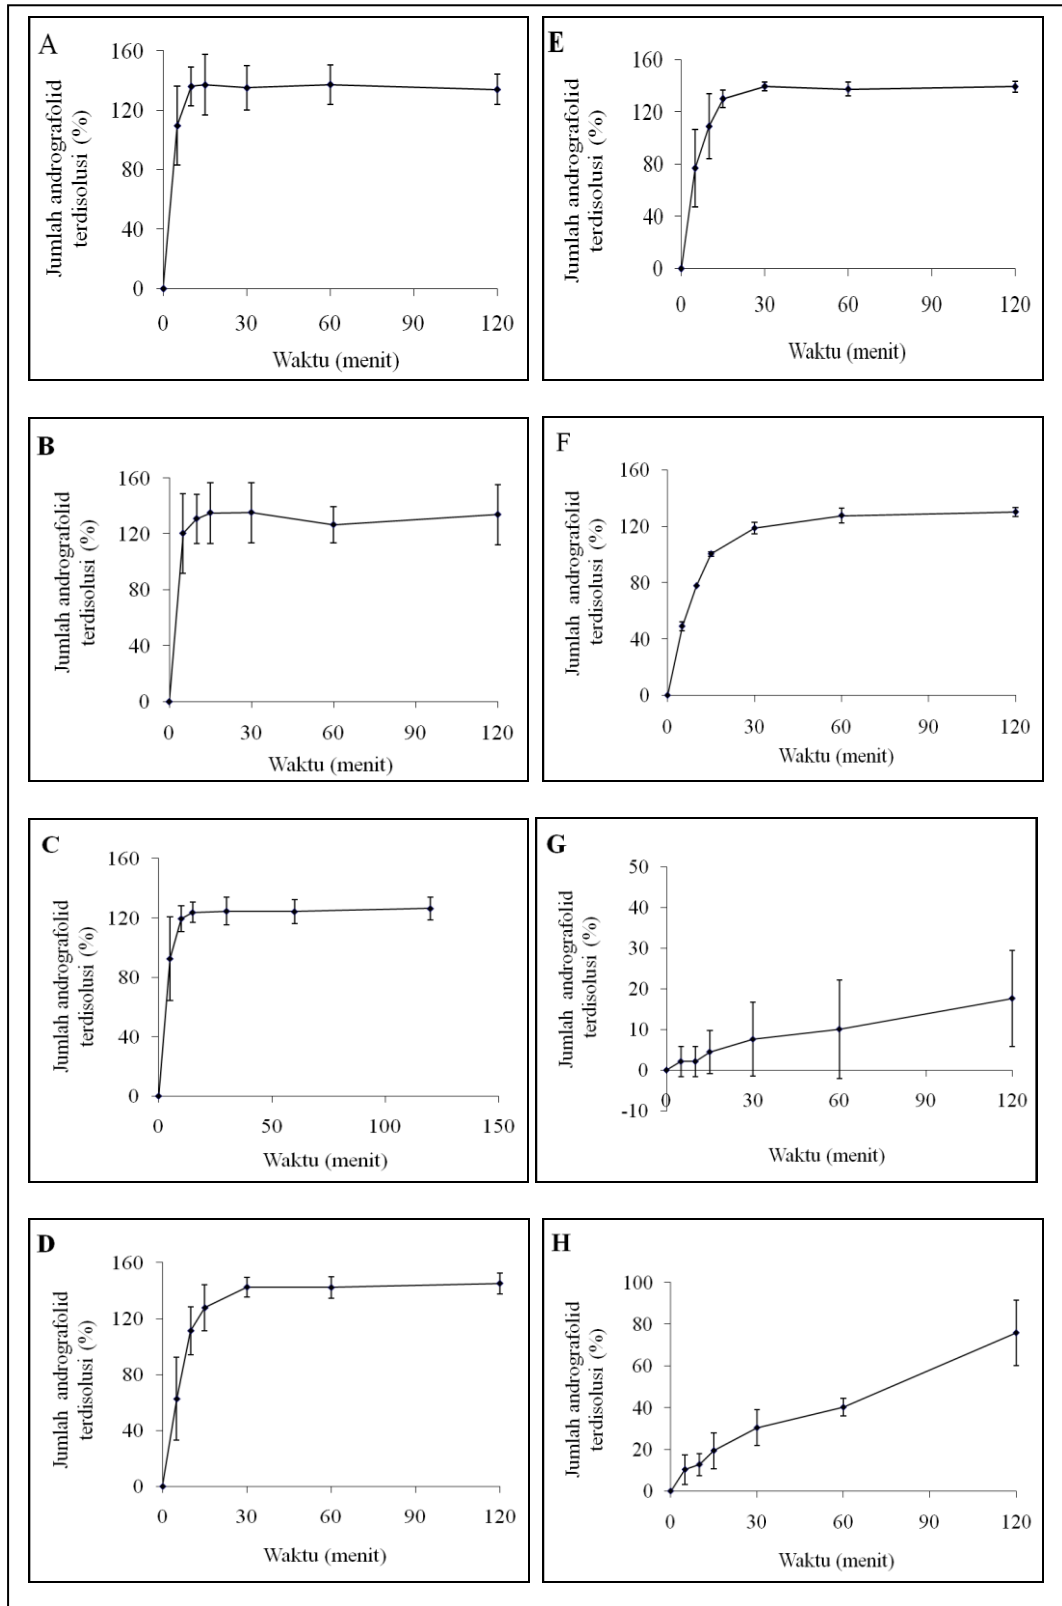 A
Jumlah andrografolid
terdisolusi (%)
160
120
80
40
0
0 30 60 90 120
Waktu (menit)
E
Jumlah andrografolid
terdisolusi (%)
160
120
80
40
0
0 30 60 90 120
Waktu (menit)
B
Jumlah andrografolid
terdisolusi (%)
160
120
80
40
0
0 30 60 90 120
Waktu (menit)
F
Jumlah andrografolid
terdisolusi (%)
160
120
80
40
0
0 30 60 90 120
Waktu (menit)
C
Jumlah andrografolid
terdisolusi (%)
160
120
80
40
0
0 50 100 150
Waktu (menit)
G
Jumlah andrografolid
terdisolusi (%)
50
40
30
20
10
0
-10
0 30 60 90 120
Waktu (menit)
D
Jumlah andrografolid
terdisolusi (%)
160
120
80
40
0
0 30 60 90 120
Waktu (menit)
H
Jumlah andrografolid
terdisolusi (%)
100
80
60
40
20
0
0 30 60 90 120
Waktu (menit)